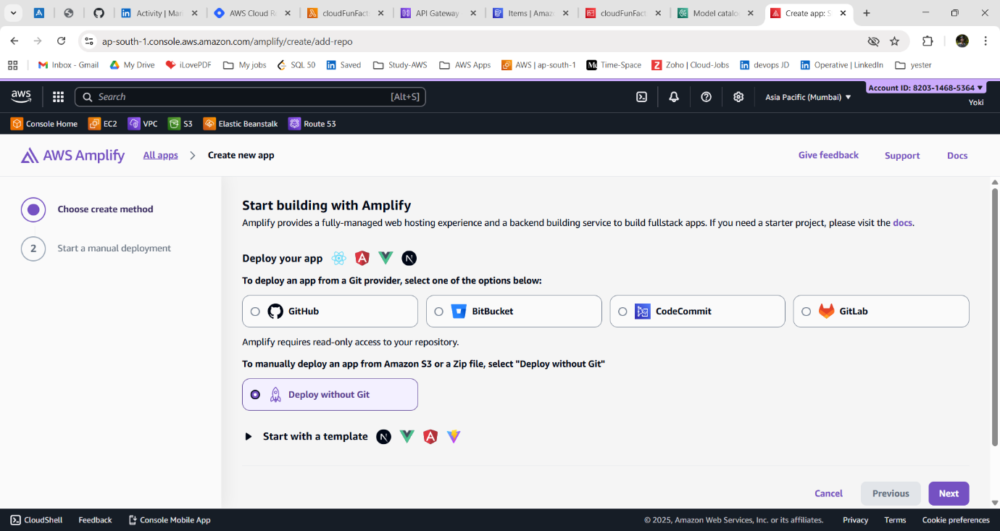 Activity | Man
AWS Cloud R
cloudFunFact
API Gateway
Items | Amaz
cloudFunFact
Model catalo
Create app: S
ap-south-1.console.aws.amazon.com/amplify/create/add-repo
Inbox - Gmail
My Drive
iLovePDF
My jobs
SQL 50
Saved
Study-AWS
AWS Apps
AWS | ap-south-1
Time-Space
Zoho | Cloud-Jobs
devops JD
Operative | LinkedIn
yester
aws
Search
[Alt+S]
Asia Pacific (Mumbai)
Account ID: 8203-1468-5364
Yoki
Console Home
EC2
VPC
S3
Elastic Beanstalk
Route 53
AWS Amplify
All apps
Create new app
Give feedback
Support
Docs
Choose create method
2
Start a manual deployment
Start building with Amplify
Amplify provides a fully-managed web hosting experience and a backend building service to build fullstack apps. If you need a starter project, please visit the docs.
Deploy your app
To deploy an app from a Git provider, select one of the options below:
GitHub
BitBucket
CodeCommit
GitLab
Amplify requires read-only access to your repository.
To manually deploy an app from Amazon S3 or a Zip file, select "Deploy without Git"
Deploy without Git
Start with a template
Cancel
Previous
Next
CloudShell
Feedback
Console Mobile App
© 2025, Amazon Web Services, Inc. or its affiliates.
Privacy
Terms
Cookie preferences